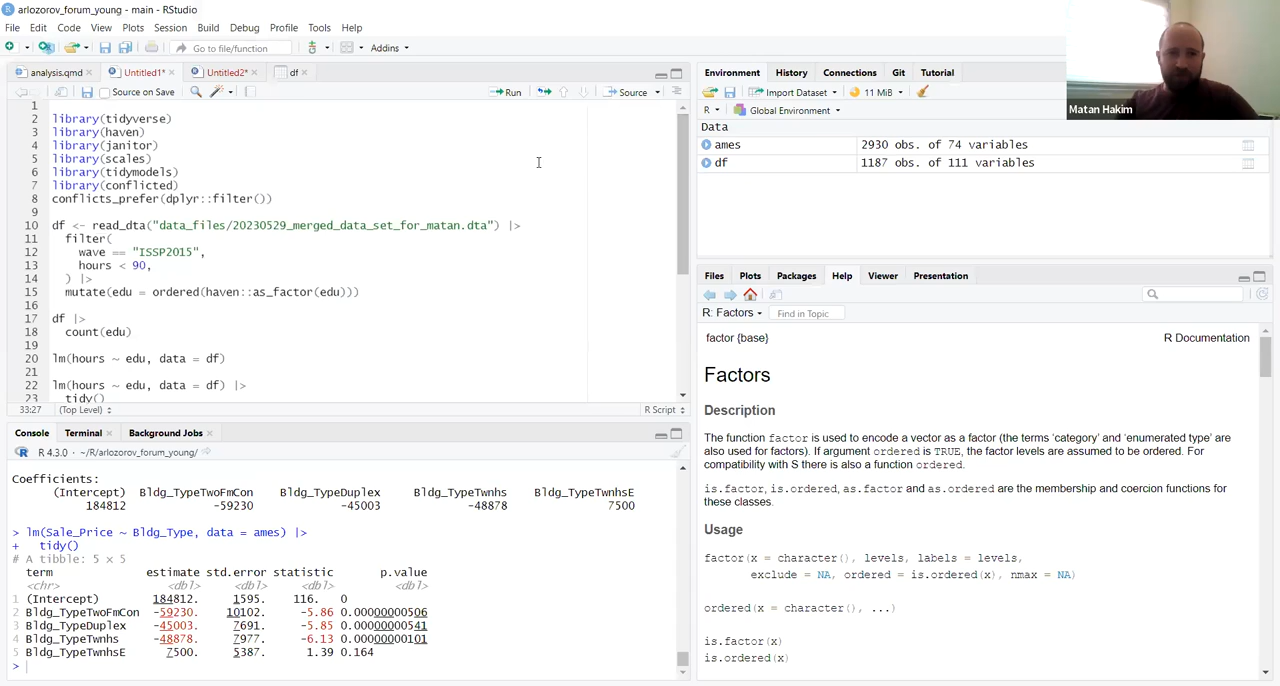 arlozorov_forum_young - main - RStudio
File Edit Code View Plots Session Build Debug Profile Tools Help
Go to file/function Addins
analysis.qmd Untitled1* Untitled2* df
Source on Save Run Source
1
2 library(tidyverse)
3 library(haven)
4 library(janitor)
5 library(scales)
6 library(tidymodels)
7 library(conflicted)
8 conflicts_prefer(dplyr::filter())
9
10 df <- read_dta("data_files/20230529_merged_data_set_for_matan.dta") |>
11 filter(
12 wave == "ISSP2015",
13 hours < 90,
14 ) |>
15 mutate(edu = ordered(haven::as_factor(edu)))
16
17 df |>
18 count(edu)
19
20 lm(hours ~ edu, data = df)
21
22 lm(hours ~ edu, data = df) |>
23 tidy()
33:27 (Top Level) R Script
Console Terminal Background Jobs
R 4.3.0 · ~/R/arlozorov_forum_young/
Coefficients:
(Intercept) Bldg_TypeTwoFmCon Bldg_TypeDuplex Bldg_TypeTwnhs Bldg_TypeTwnhsE
184812 -59230 -45003 -48878 7500
> lm(Sale_Price ~ Bldg_Type, data = ames) |>
+ tidy()
# A tibble: 5 × 5
term estimate std.error statistic p.value
<chr> <dbl> <dbl> <dbl> <dbl>
1 (Intercept) 184812. 1595. 116. 0
2 Bldg_TypeTwoFmCon -59230. 10102. -5.86 0.00000000506
3 Bldg_TypeDuplex -45003. 7691. -5.85 0.00000000541
4 Bldg_TypeTwnhs -48878. 7977. -6.13 0.00000000101
5 Bldg_TypeTwnhsE 7500. 5387. 1.39 0.164
>
Environment History Connections Git Tutorial
Import Dataset 11 MiB
R Global Environment
Data
ames 2930 obs. of 74 variables
df 1187 obs. of 111 variables
Matan Hakim
Files Plots Packages Help Viewer Presentation
R: Factors Find in Topic
factor {base} R Documentation
Factors
Description
The function factor is used to encode a vector as a factor (the terms ‘category’ and ‘enumerated type’ are
also used for factors). If argument ordered is TRUE, the factor levels are assumed to be ordered. For
compatibility with S there is also a function ordered.
is.factor, is.ordered, as.factor and as.ordered are the membership and coercion functions for
these classes.
Usage
factor(x = character(), levels, labels = levels,
exclude = NA, ordered = is.ordered(x), nmax = NA)
ordered(x = character(), ...)
is.factor(x)
is.ordered(x)